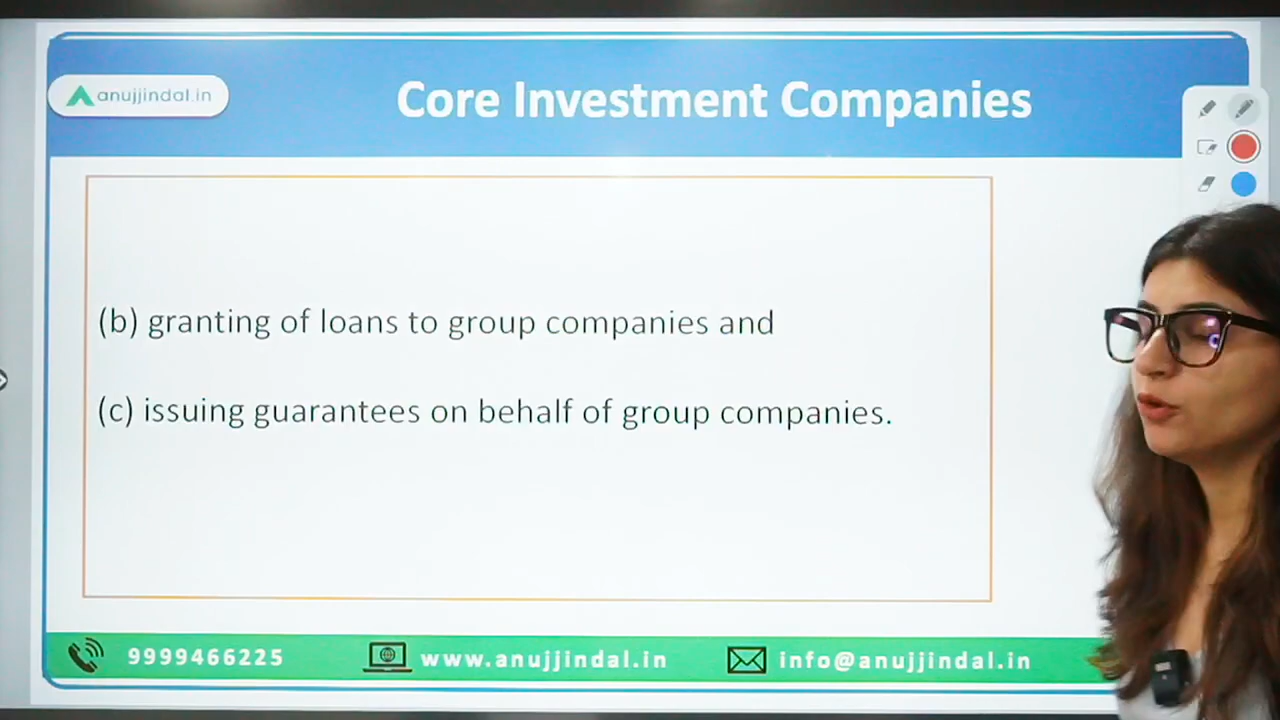 anujjindal.in
Core Investment Companies
(b) granting of loans to group companies and
(c) issuing guarantees on behalf of group companies.
9999466225
www.anujjindal.in
info@anujjindal.in